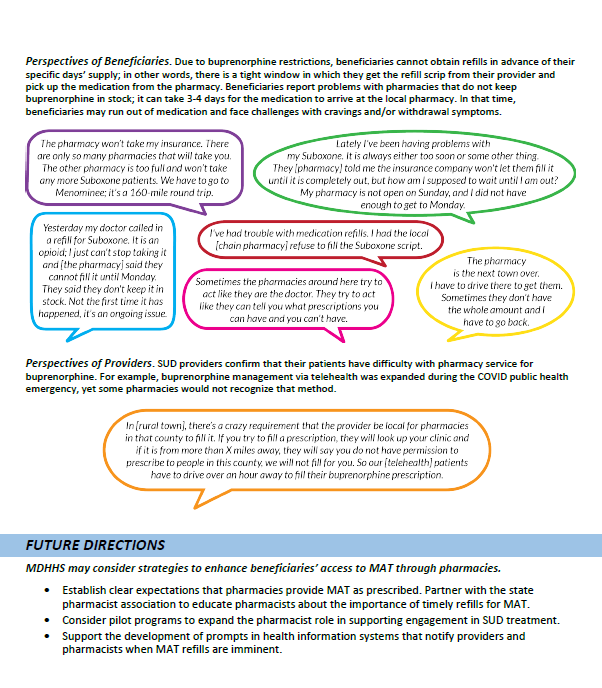 Perspectives of Beneficiaries. Due to buprenorphine restrictions, beneficiaries cannot obtain refills in advance of their
specific days' supply; in other words, there is a tight window in which they get the refill scrip from their provider and
pick up the medication from the pharmacy. Beneficiaries report problems with pharmacies that do not keep
buprenorphine in stock; it can take 3-4 days for the medication to arrive at the local pharmacy. In that time,
beneficiaries may run out of medication and face challenges with cravings and/or withdrawal symptoms.
The pharmacy won't take my insurance. There
are only so many pharmacies that will take you.
The other pharmacy is too full and won't take
any more Suboxone patients. We have to go to
Menominee; it's a 160-mile round trip.
Lately I've been having problems with
my Suboxone. It is always either too soon or some other thing.
They [pharmacy] told me the insurance company won't let them fill it
until it is completely out, but how am I supposed to wait until I am out?
My pharmacy is not open on Sunday, and I did not have
enough to get to Monday.
Yesterday my doctor called in
a refill for Suboxone. It is an
opioid; I just can't stop taking it
and [the pharmacy] said they
cannot fill it until Monday.
They said they don't keep it in
stock. Not the first time it has
happened, it's an ongoing issue.
I've had trouble with medication refills. I had the local
[chain pharmacy] refuse to fill the Suboxone script.
Sometimes the pharmacies around here try to
act like they are the doctor. They try to act
like they can tell you what prescriptions you
can have and you can't have.
The pharmacy
is the next town over.
I have to drive there to get them.
Sometimes they don't have
the whole amount and I
have to go back.
Perspectives of Providers. SUD providers confirm that their patients have difficulty with pharmacy service for
buprenorphine. For example, buprenorphine management via telehealth was expanded during the COVID public health
emergency, yet some pharmacies would not recognize that method.
In [rural town], there's a crazy requirement that the provider be local for pharmacies
in that county to fill it. If you try to fill a prescription, they will look up your clinic and
if it is from more than X miles away, they will say you do not have permission to
prescribe to people in this county, we will not fill for you. So our [telehealth] patients
have to drive over an hour away to fill their buprenorphine prescription.
FUTURE DIRECTIONS
MDHHS may consider strategies to enhance beneficiaries' access to MAT through pharmacies.
• Establish clear expectations that pharmacies provide MAT as prescribed. Partner with the state
pharmacist association to educate pharmacists about the importance of timely refills for MAT.
• Consider pilot programs to expand the pharmacist role in supporting engagement in SUD treatment.
• Support the development of prompts in health information systems that notify providers and
pharmacists when MAT refills are imminent.